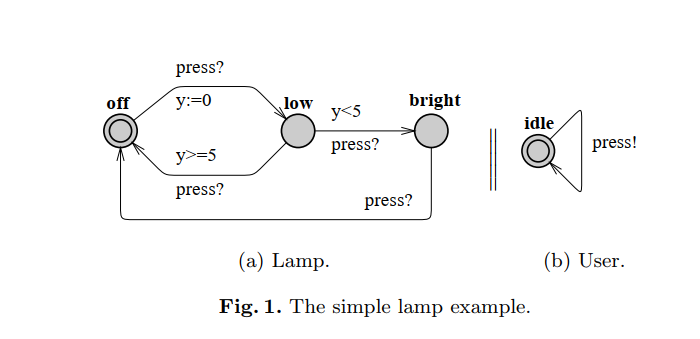 press?
off
y:=0
low
y<5
bright
idle
press?
press!
y>=5
press?
press?
(a) Lamp.
(b) User.
Fig. 1. The simple lamp example.